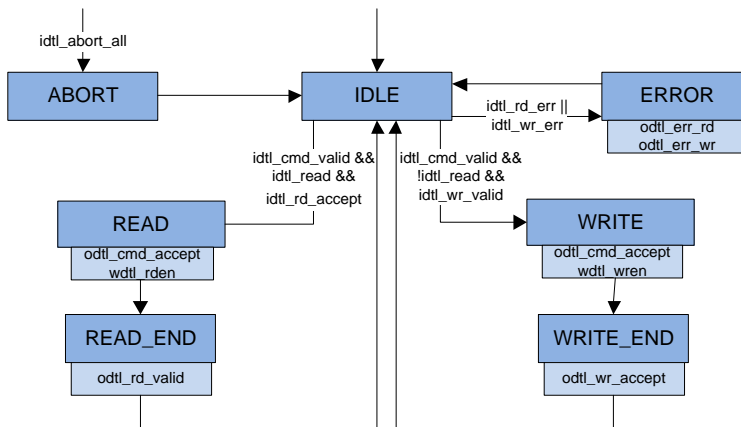 idtl_abort_all
ABORT
IDLE
ERROR
idtl_rd_err ||
idtl_wr_err
odtl_err_rd
odtl_err_wr
idtl_cmd_valid &&
idtl_read &&
idtl_rd_accept
idtl_cmd_valid &&
!idtl_read &&
idtl_wr_valid
READ
odtl_cmd_accept
wdtl_rden
WRITE
odtl_cmd_accept
wdtl_wren
READ_END
odtl_rd_valid
WRITE_END
odtl_wr_accept